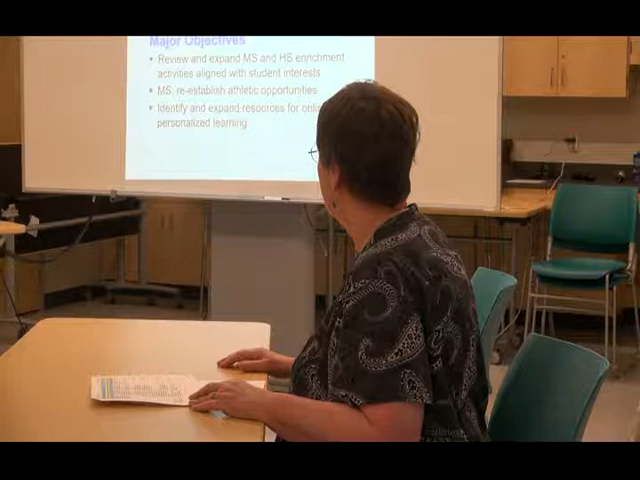 Major Objectives
• Review and expand MS and HS enrichment
activities aligned with student interests
• MS, re-establish athletic opportunities
• Identify and expand resources for
personalized learning